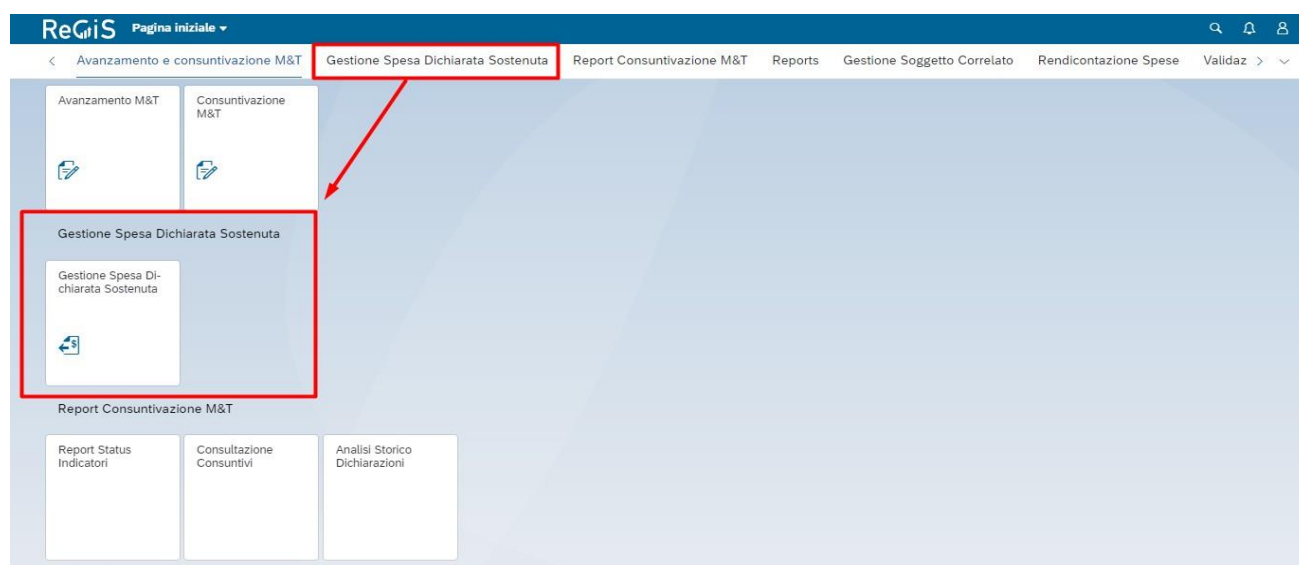 ReGiS Pagina iniziale
Avanzamento e consuntivazione M&T Gestione Spesa Dichiarata Sostenuta Report Consuntivazione M&T Reports Gestione Soggetto Correlato Rendicontazione Spese Validaz
Avanzamento M&T
Consuntivazione
M&T
Gestione Spesa Dichiarata Sostenuta
Gestione Spesa Di-
chiarata Sostenuta
Report Consuntivazione M&T
Report Status
Indicatori
Consultazione
Consuntivi
Analisi Storico
Dichiarazioni